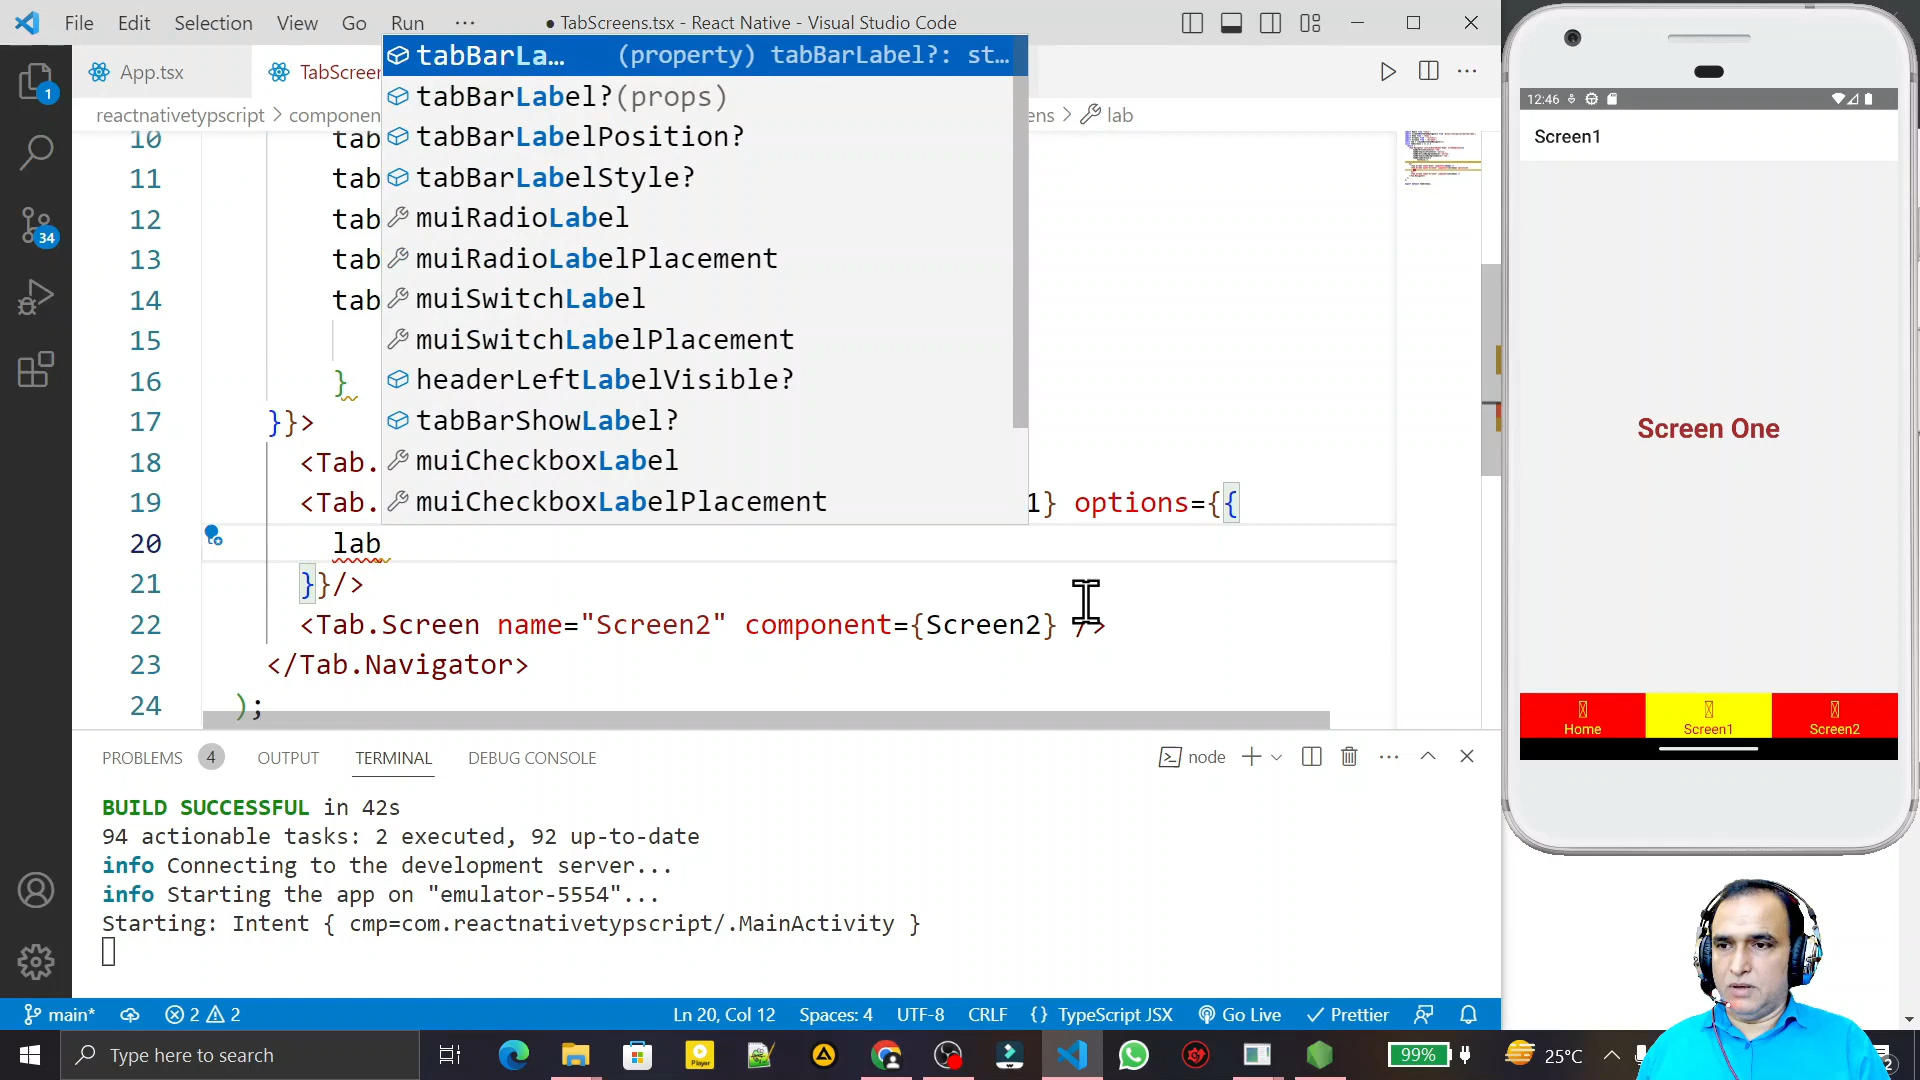 File Edit Selection View Go Run ··· ● TabScreens.tsx - React Native - Visual Studio Code
App.tsx TabScreen
reactnativetypscript > componen ens > lab
tabBarLa... (property) tabBarLabel?: st...
tabBarLabel?(props)
tabBarLabelPosition?
tabBarLabelStyle?
muiRadioLabel
muiRadioLabelPlacement
muiSwitchLabel
muiSwitchLabelPlacement
headerLeftLabelVisible?
tabBarShowLabel?
muiCheckboxLabel
muiCheckboxLabelPlacement
10 tab
11 tab
12 tab
13 tab
14 tab
15
16 }
17 }}>
18 <Tab.
19 <Tab. 1} options={{
20 lab
21 }}/>
22 <Tab.Screen name="Screen2" component={Screen2} />
23 </Tab.Navigator>
24 );
1
34
PROBLEMS 4 OUTPUT TERMINAL DEBUG CONSOLE node
BUILD SUCCESSFUL in 42s
94 actionable tasks: 2 executed, 92 up-to-date
info Connecting to the development server...
info Starting the app on "emulator-5554"...
Starting: Intent { cmp=com.reactnativetypscript/.MainActivity }
main* 2 2 Ln 20, Col 12 Spaces: 4 UTF-8 CRLF {} TypeScript JSX Go Live Prettier
Type here to search Player 99% 25°C 2
12:46
Screen1
Screen One
Home Screen1 Screen2